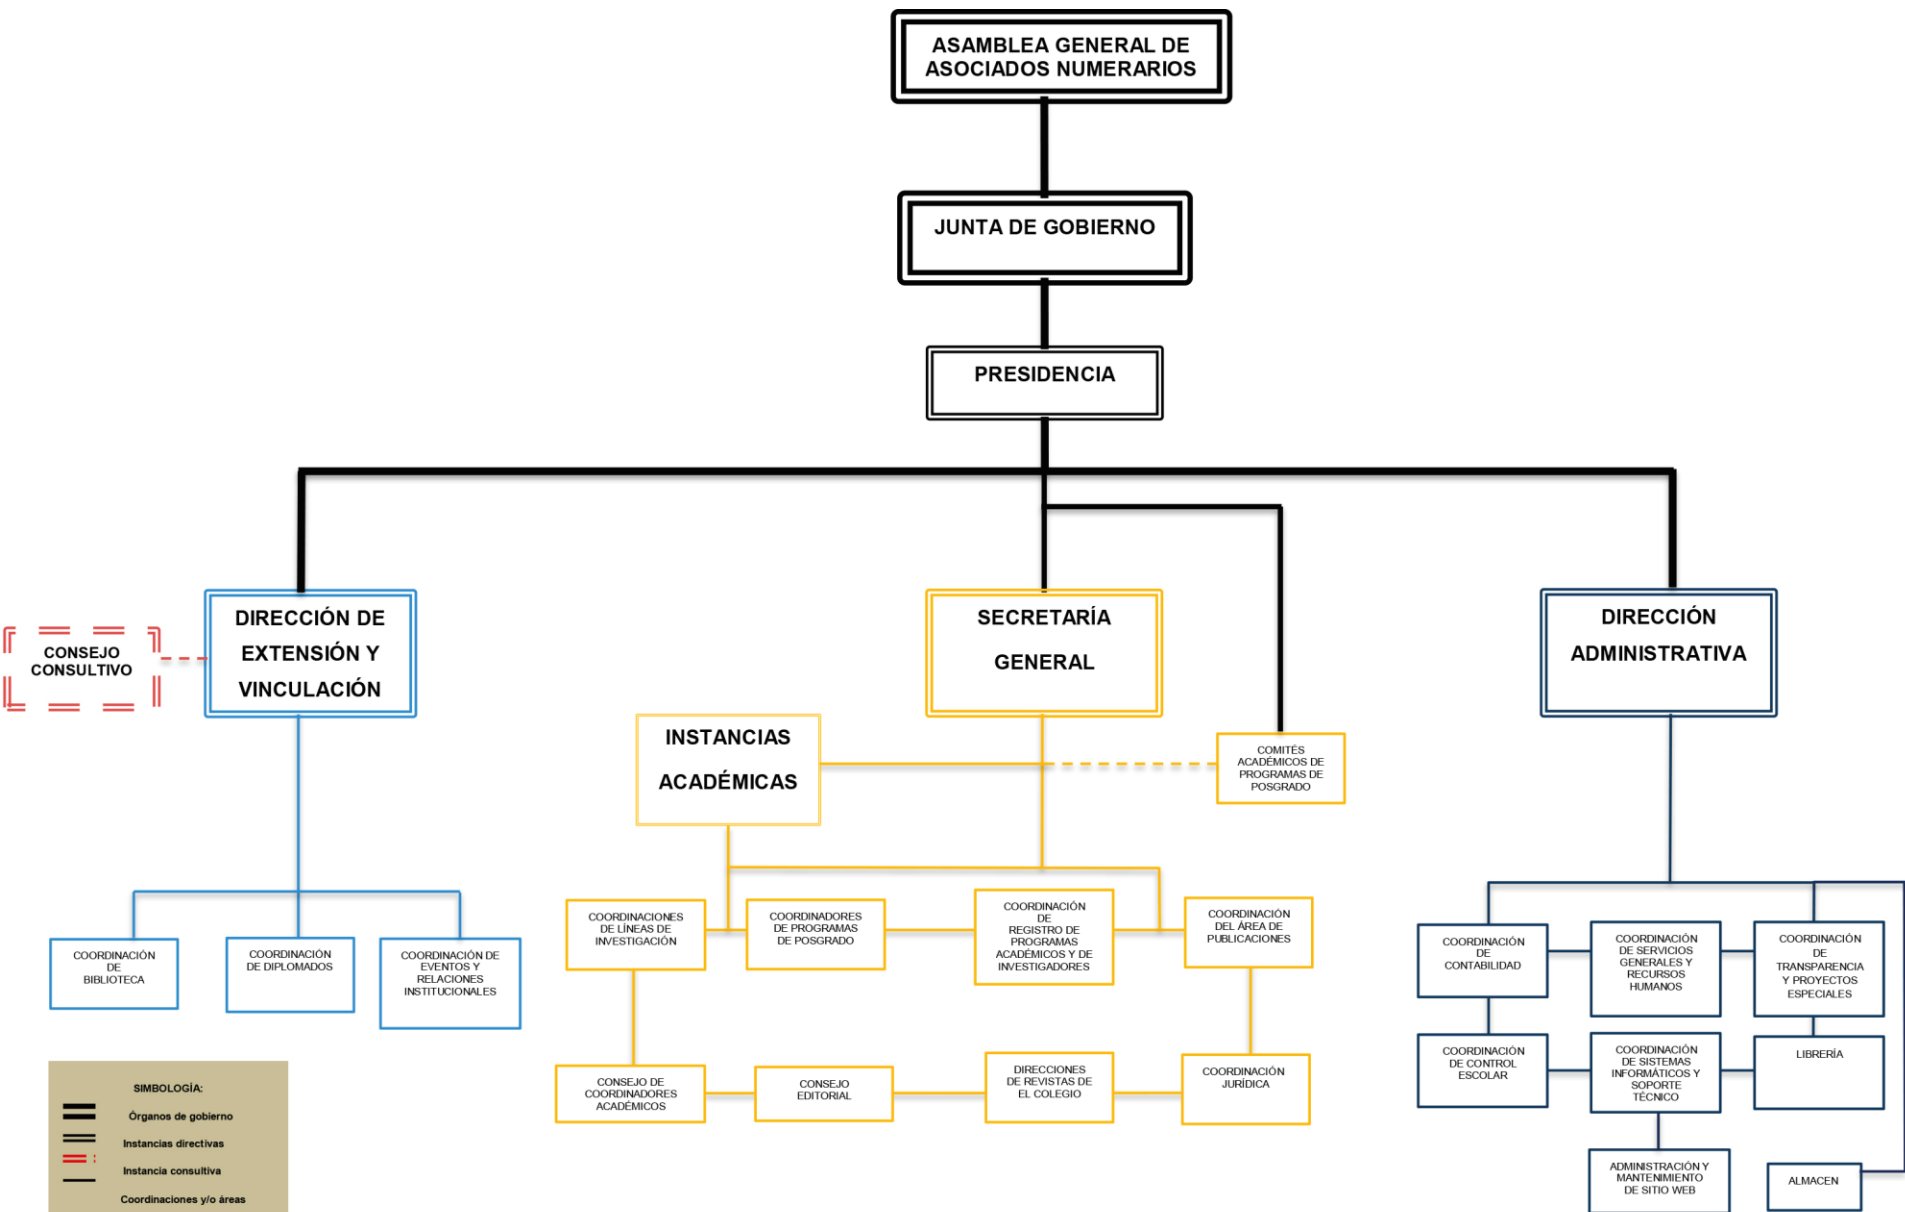 ASAMBLEA GENERAL DE
ASOCIADOS NUMERARIOS
JUNTA DE GOBIERNO
PRESIDENCIA
CONSEJO
CONSULTIVO
DIRECCIÓN DE
EXTENSIÓN Y
VINCULACIÓN
SECRETARÍA
GENERAL
DIRECCIÓN
ADMINISTRATIVA
INSTANCIAS
ACADÉMICAS
COMITÉS
ACADÉMICOS DE
PROGRAMAS DE
POSGRADO
COORDINACIÓN
DE
BIBLIOTECA
COORDINACIÓN
DE DIPLOMADOS
COORDINACIÓN DE
EVENTOS Y
RELACIONES
INSTITUCIONALES
COORDINACIONES
DE LÍNEAS DE
INVESTIGACIÓN
COORDINADORES
DE PROGRAMAS
DE POSGRADO
COORDINACIÓN
DE
REGISTRO DE
PROGRAMAS
ACADÉMICOS Y DE
INVESTIGADORES
COORDINACIÓN
DEL ÁREA DE
PUBLICACIONES
CONSEJO DE
COORDINADORES
ACADÉMICOS
CONSEJO
EDITORIAL
DIRECCIONES
DE REVISTAS DE
EL COLEGIO
COORDINACIÓN
JURÍDICA
COORDINACIÓN
DE
CONTABILIDAD
COORDINACIÓN
DE SERVICIOS
GENERALES Y
RECURSOS
HUMANOS
COORDINACIÓN
DE
TRANSPARENCIA
Y PROYECTOS
ESPECIALES
COORDINACIÓN
DE CONTROL
ESCOLAR
COORDINACIÓN
DE SISTEMAS
INFORMÁTICOS Y
SOPORTE
TÉCNICO
LIBRERÍA
ADMINISTRACIÓN Y
MANTENIMIENTO
DE SITIO WEB
ALMACEN
SIMBOLOGÍA:
Órganos de gobierno
Instancias directivas
Instancia consultiva
Coordinaciones y/o áreas